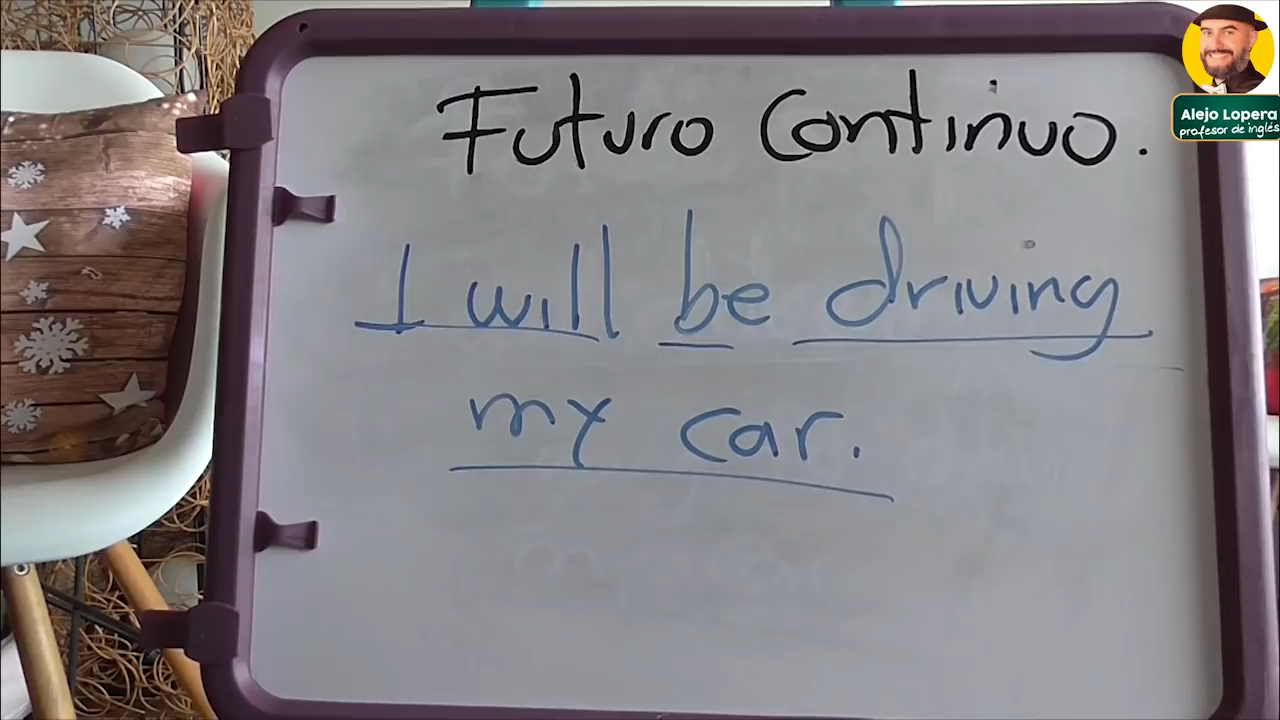 Futuro Continuo.
I will be driving
my car.
Alejo Lopera
profesor de inglés